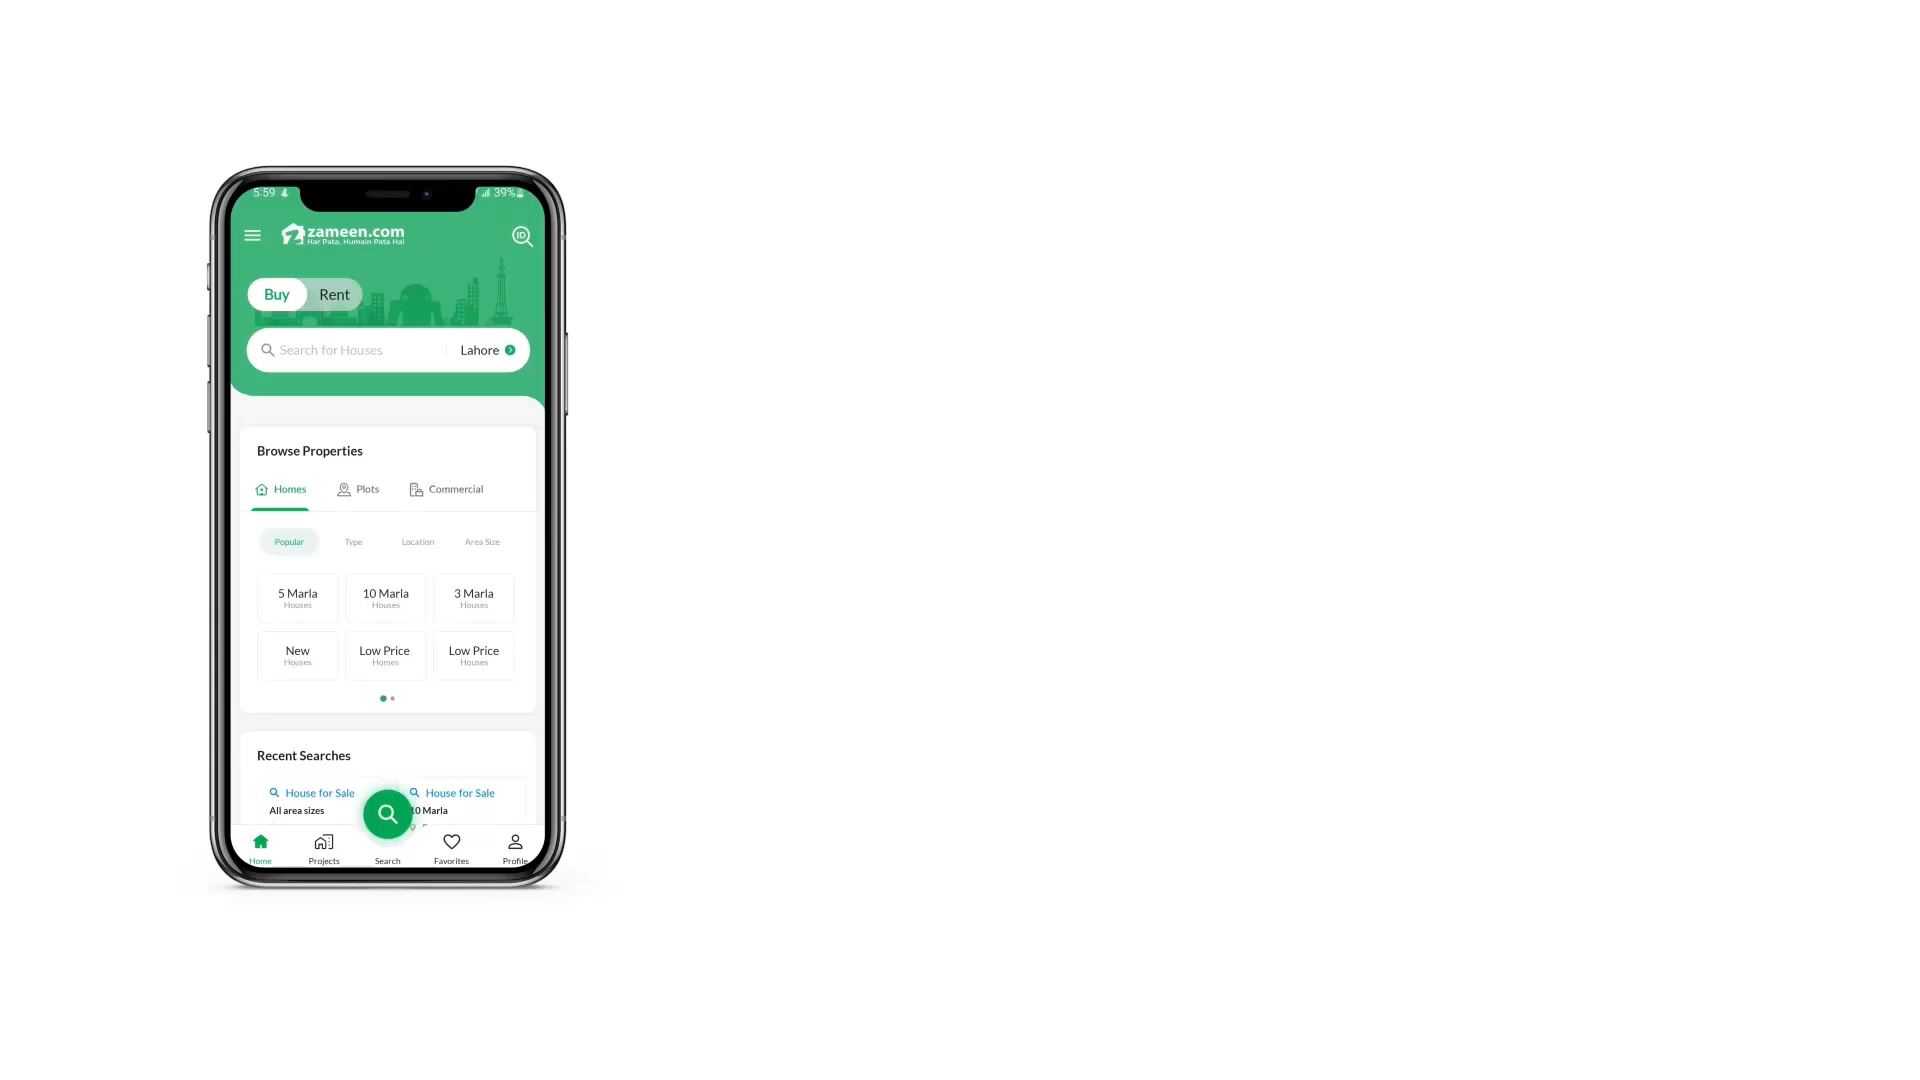 5:59
39%
zameen.com
Har Pata, Humain Pata Hai
ID
Buy Rent
Search for Houses Lahore
Browse Properties
Homes Plots Commercial
Popular Type Location Area Size
5 Marla 10 Marla 3 Marla
Houses Houses Houses
New Low Price Low Price
Houses Homes Houses
Recent Searches
House for Sale House for Sale
All area sizes 10 Marla
Home Projects Search Favorites Profile